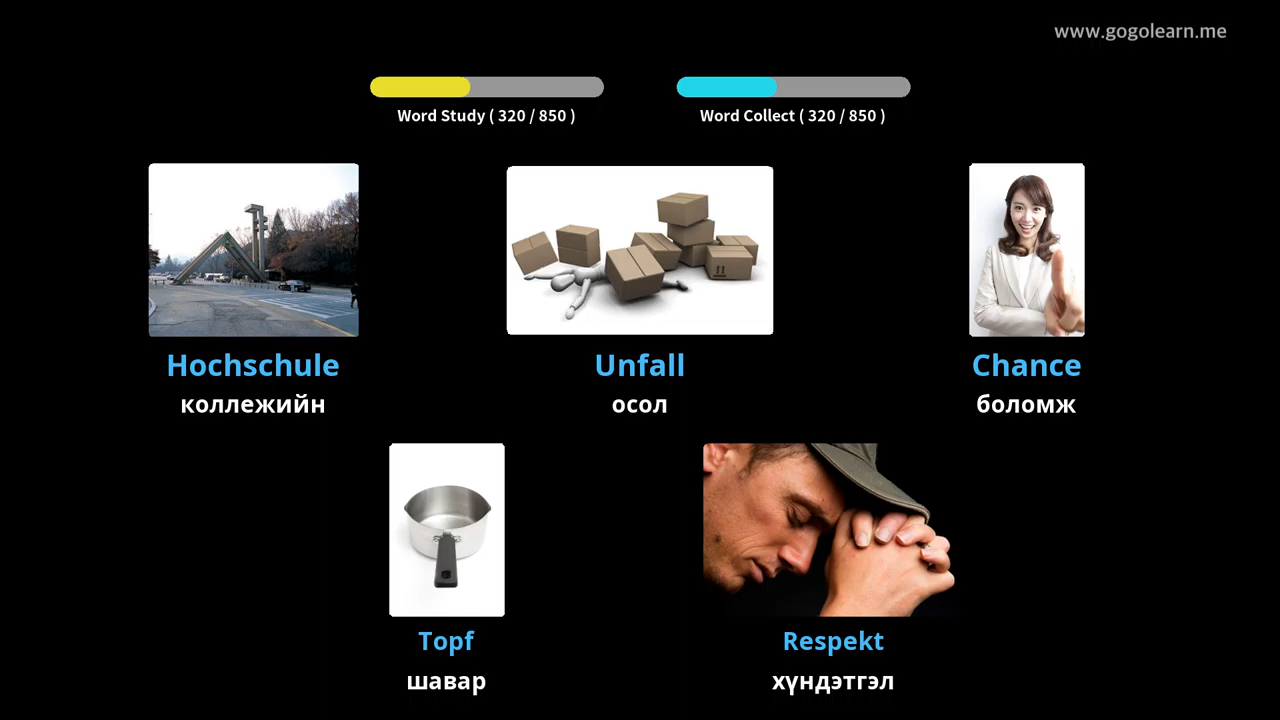 www.gogolearn.me
Word Study ( 320 / 850 )
Word Collect ( 320 / 850 )
Hochschule
коллежийн
Unfall
осол
Chance
боломж
Topf
шавар
Respekt
хүндэтгэл